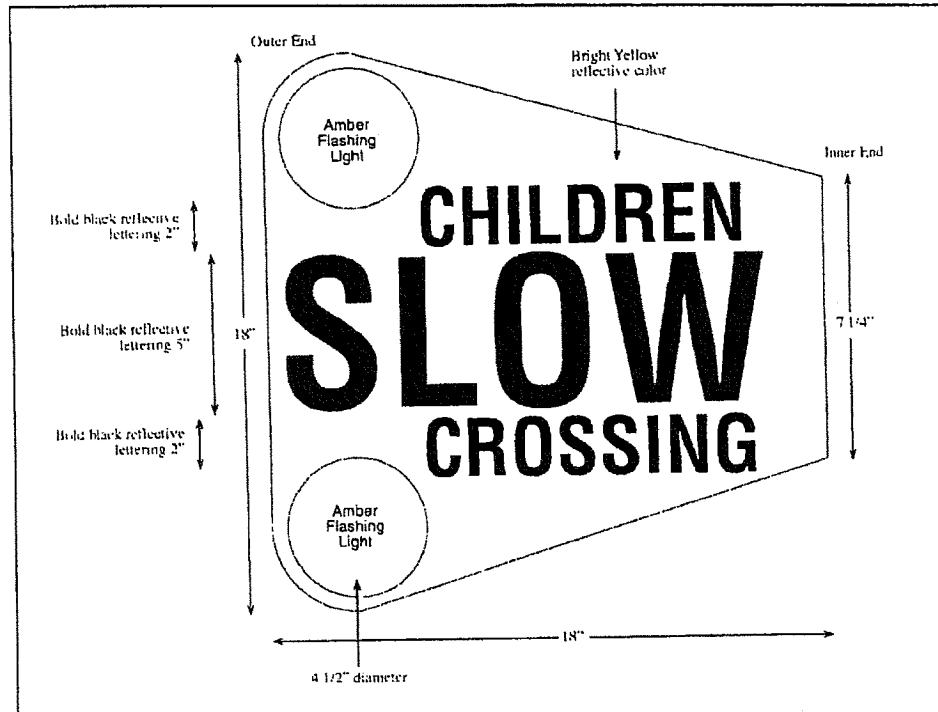 Outer End
Bright Yellow
reflective color
Amber
Flashing
Light
Inner End
CHILDREN
Bold black reflective
lettering 2"
SLOW
Bold black reflective
lettering 5"
18"
7 1/4"
Bold black reflective
lettering 2"
CROSSING
Amber
Flashing
Light
18"
4 1/2" diameter